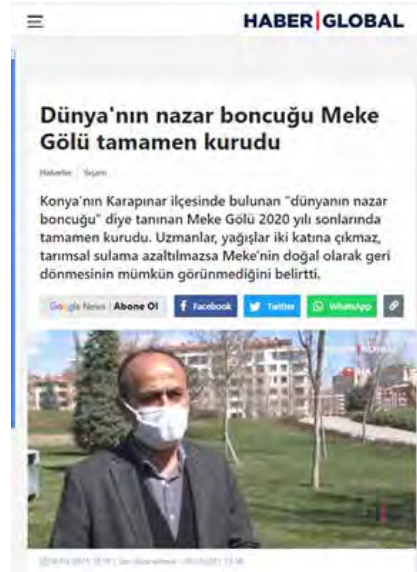 HABER GLOBAL
Dünya'nın nazar boncuğu Meke
Gölü tamamen kurudu
Haberler Yaşam
Konya'nın Karapınar ilçesinde bulunan "dünyanın nazar
boncuğu" diye tanınan Meke Gölü 2020 yılı sonlarında
tamamen kurudu. Uzmanlar, yağışlar iki katına çıkmaz,
tarımsal sulama azaltılmazsa Meke'nin doğal olarak geri
dönmesinin mümkün görünmediğini belirtti.
Google News | Abone Ol Facebook Twitter WhatsApp